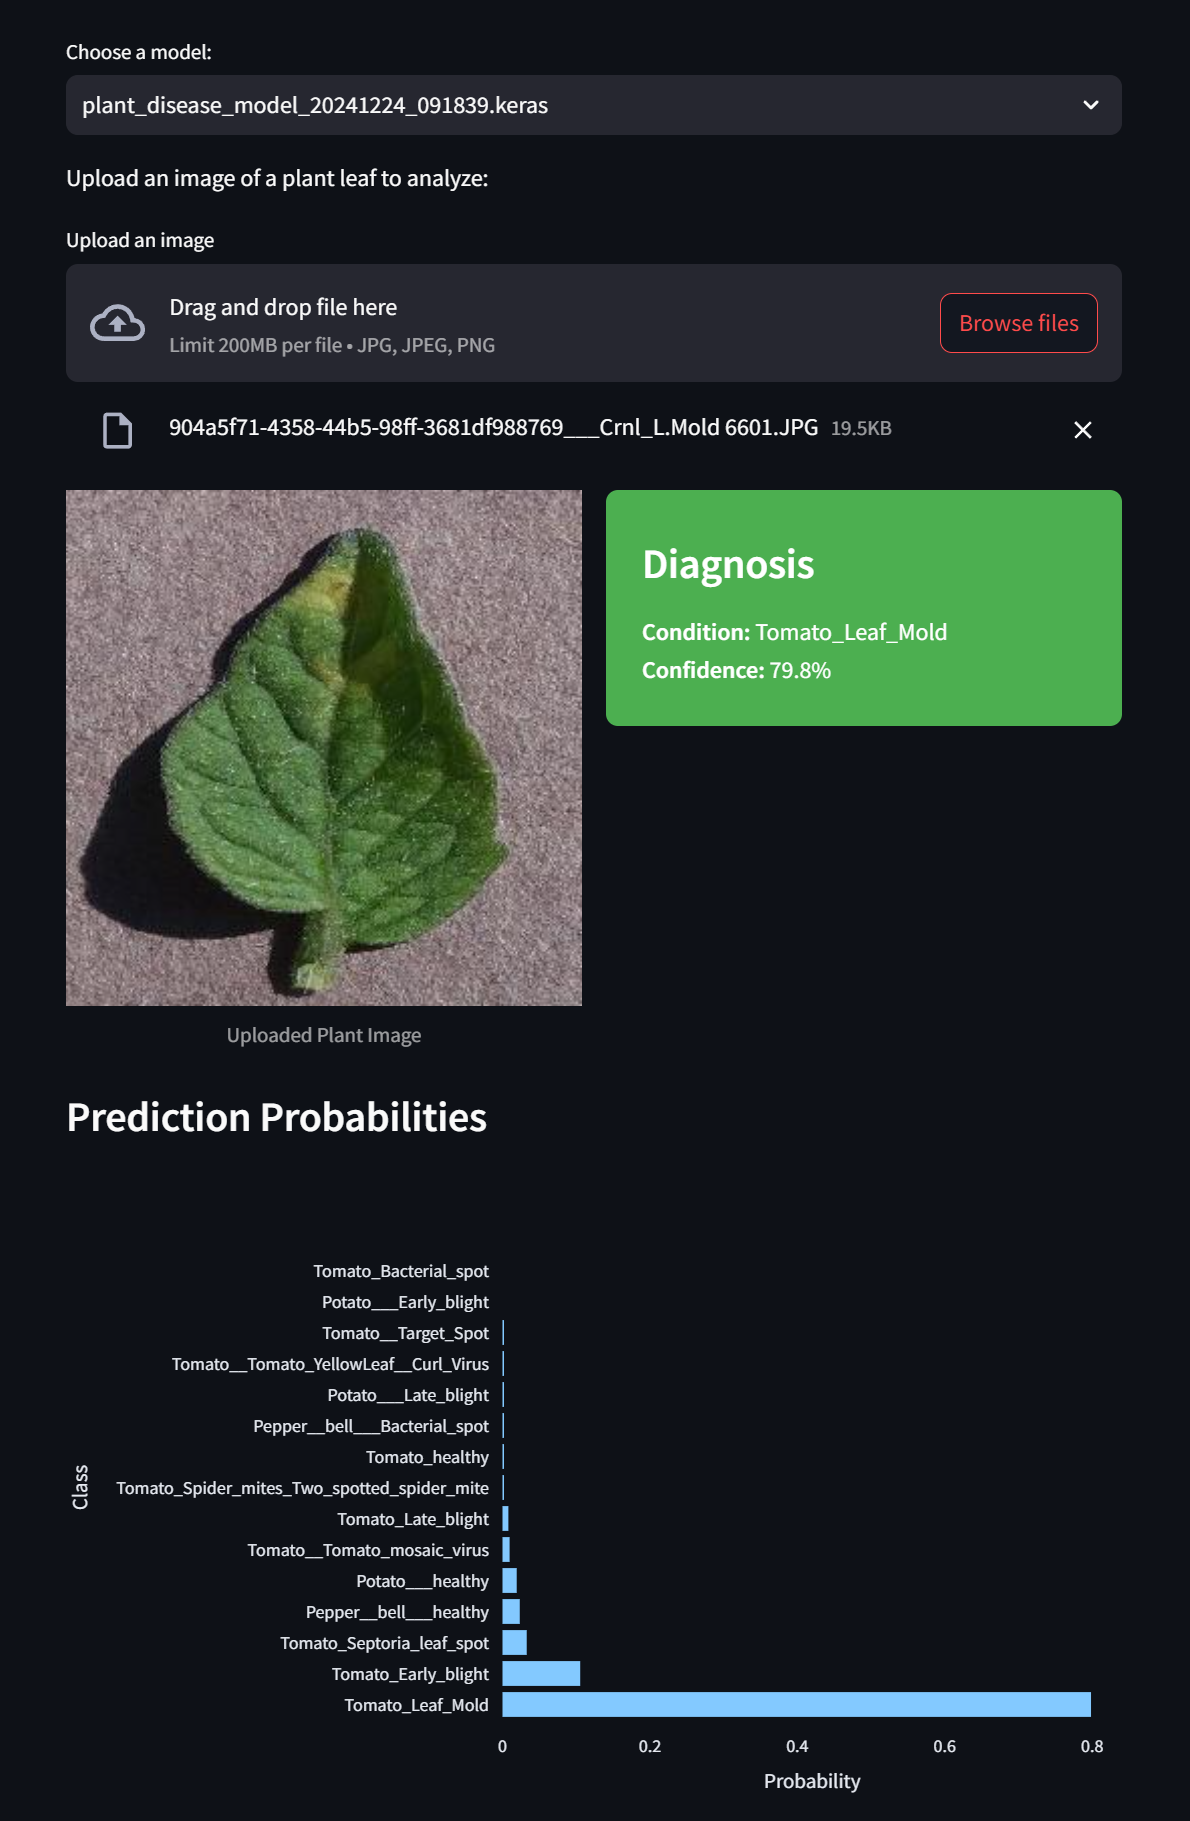 Choose a model:
plant_disease_model_20241224_091839.keras
Upload an image of a plant leaf to analyze:
Upload an image
Drag and drop file here
Limit 200MB per file • JPG, JPEG, PNG
Browse files
904a5f71-4358-44b5-98ff-3681df988769___Crnl_L.Mold 6601.JPG 19.5KB
Diagnosis
Condition: Tomato_Leaf_Mold
Confidence: 79.8%
Uploaded Plant Image
Prediction Probabilities
Class
Tomato_Bacterial_spot
Potato___Early_blight
Tomato__Target_Spot
Tomato__Tomato_YellowLeaf__Curl_Virus
Potato___Late_blight
Pepper__bell___Bacterial_spot
Tomato_healthy
Tomato_Spider_mites_Two_spotted_spider_mite
Tomato_Late_blight
Tomato__Tomato_mosaic_virus
Potato___healthy
Pepper__bell___healthy
Tomato_Septoria_leaf_spot
Tomato_Early_blight
Tomato_Leaf_Mold
0 0.2 0.4 0.6 0.8
Probability